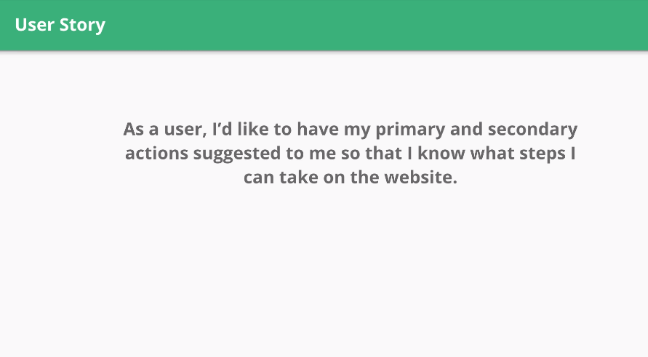 User Story
As a user, I’d like to have my primary and secondary
actions suggested to me so that I know what steps I
can take on the website.